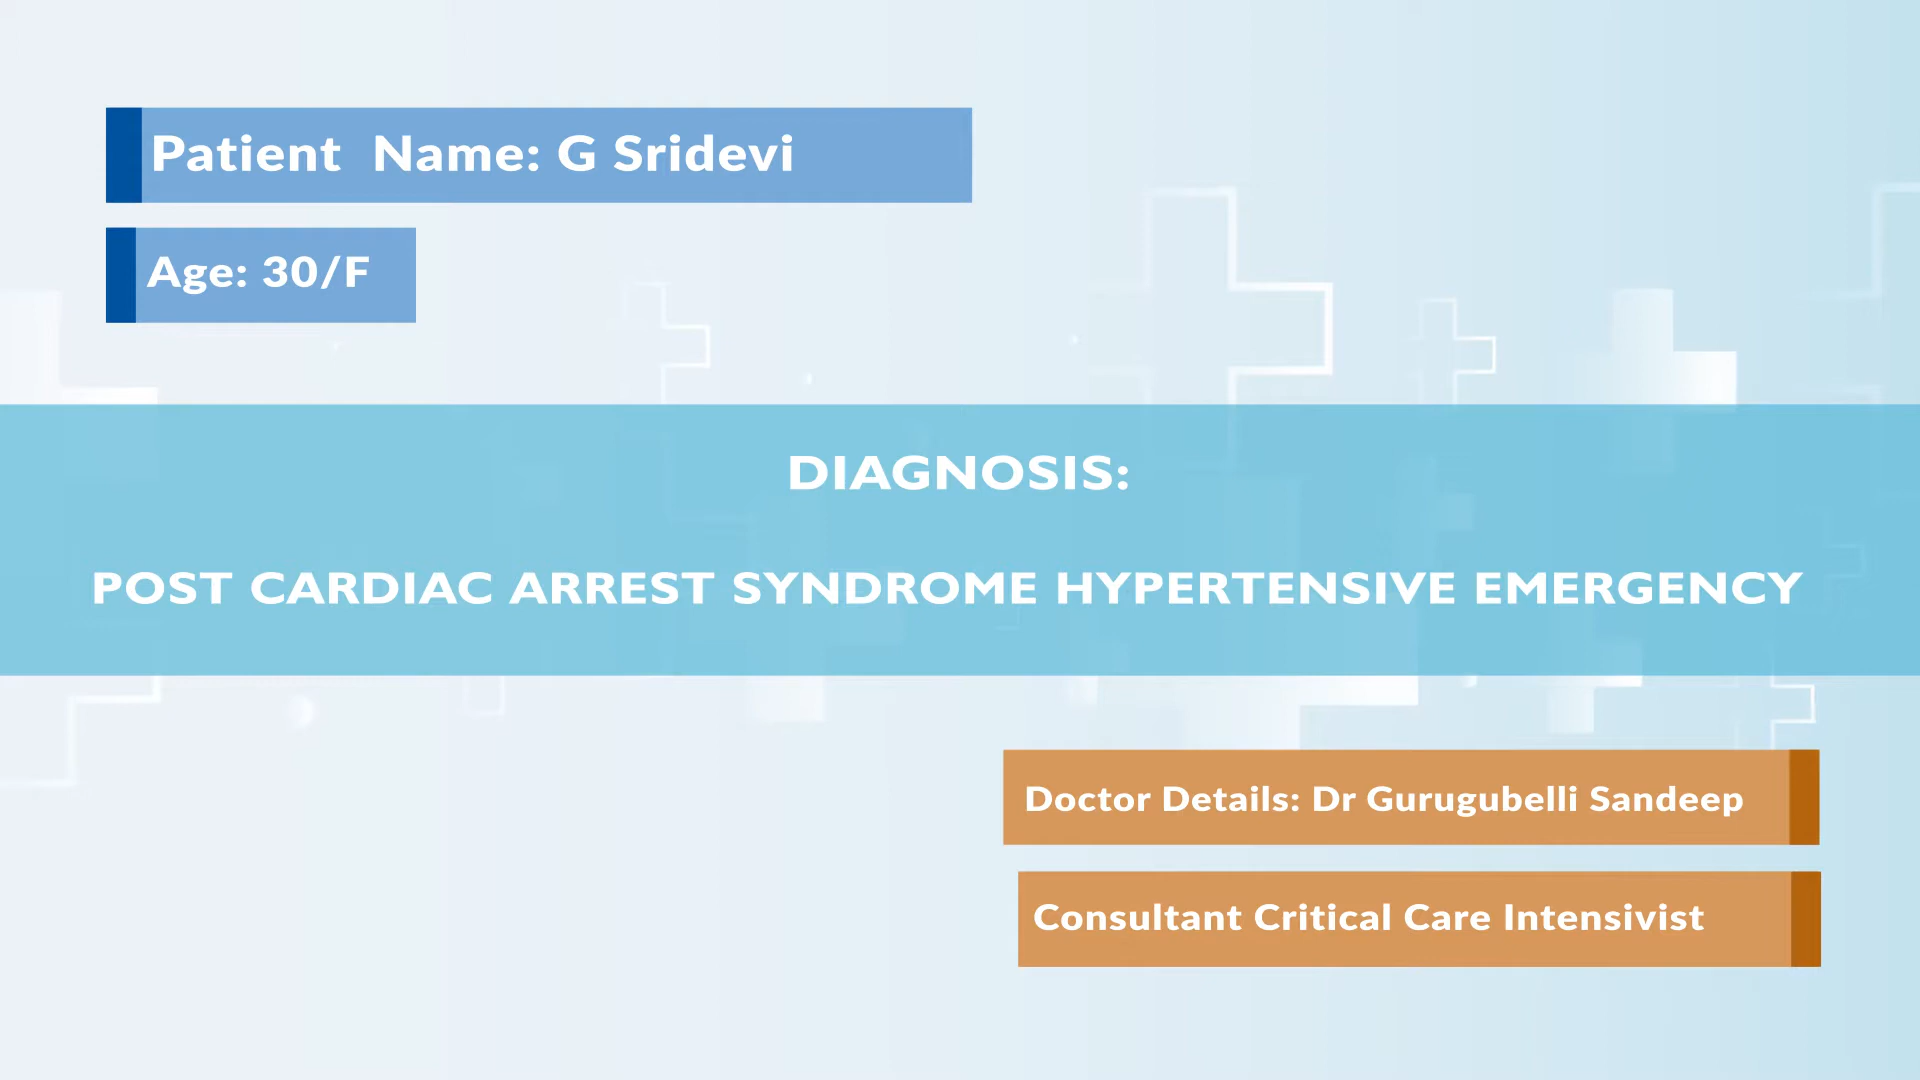 Patient Name: G Sridevi
Age: 30/F
DIAGNOSIS:
POST CARDIAC ARREST SYNDROME HYPERTENSIVE EMERGENCY
Doctor Details: Dr Gurugubelli Sandeep
Consultant Critical Care Intensivist